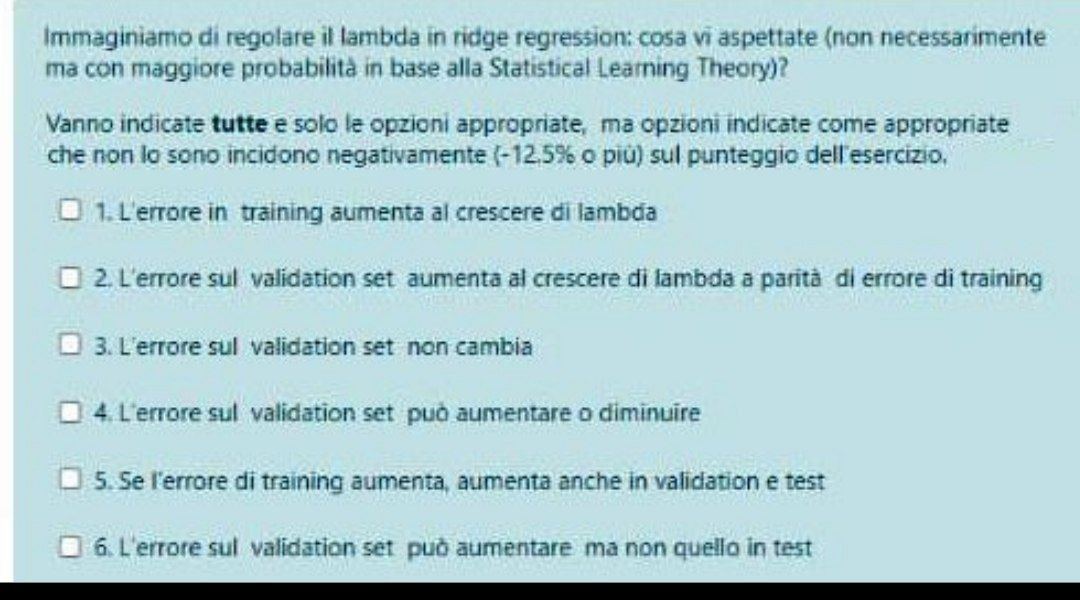 Immaginiamo di regolare il lambda in ridge regression: cosa vi aspettate (non necessarimente
ma con maggiore probabilità in base alla Statistical Learning Theory)?
Vanno indicate tutte e solo le opzioni appropriate, ma opzioni indicate come appropriate
che non lo sono incidono negativamente (-12.5% o più) sul punteggio dell'esercizio.
1. L'errore in training aumenta al crescere di lambda
2. L'errore sul validation set aumenta al crescere di lambda a parità di errore di training
3. L'errore sul validation set non cambia
4. L'errore sul validation set può aumentare o diminuire
5. Se l'errore di training aumenta, aumenta anche in validation e test
6. L'errore sul validation set può aumentare ma non quello in test